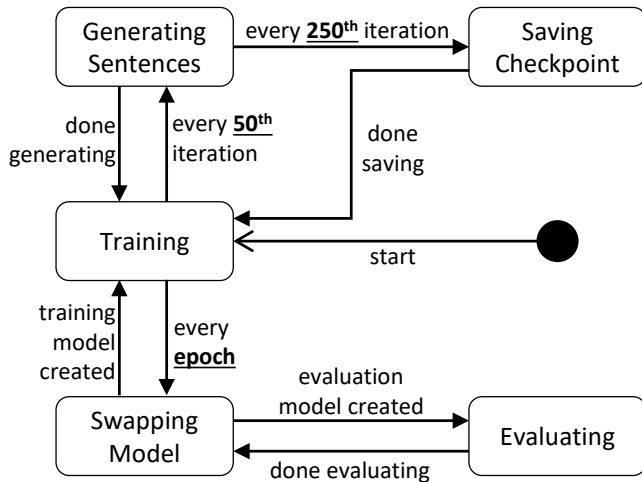 Generating
Sentences
every 250th iteration
Saving
Checkpoint
done
generating
every 50th
iteration
done
saving
Training
start
training
model
created
every
epoch
evaluation
model created
Swapping
Model
Evaluating
done evaluating